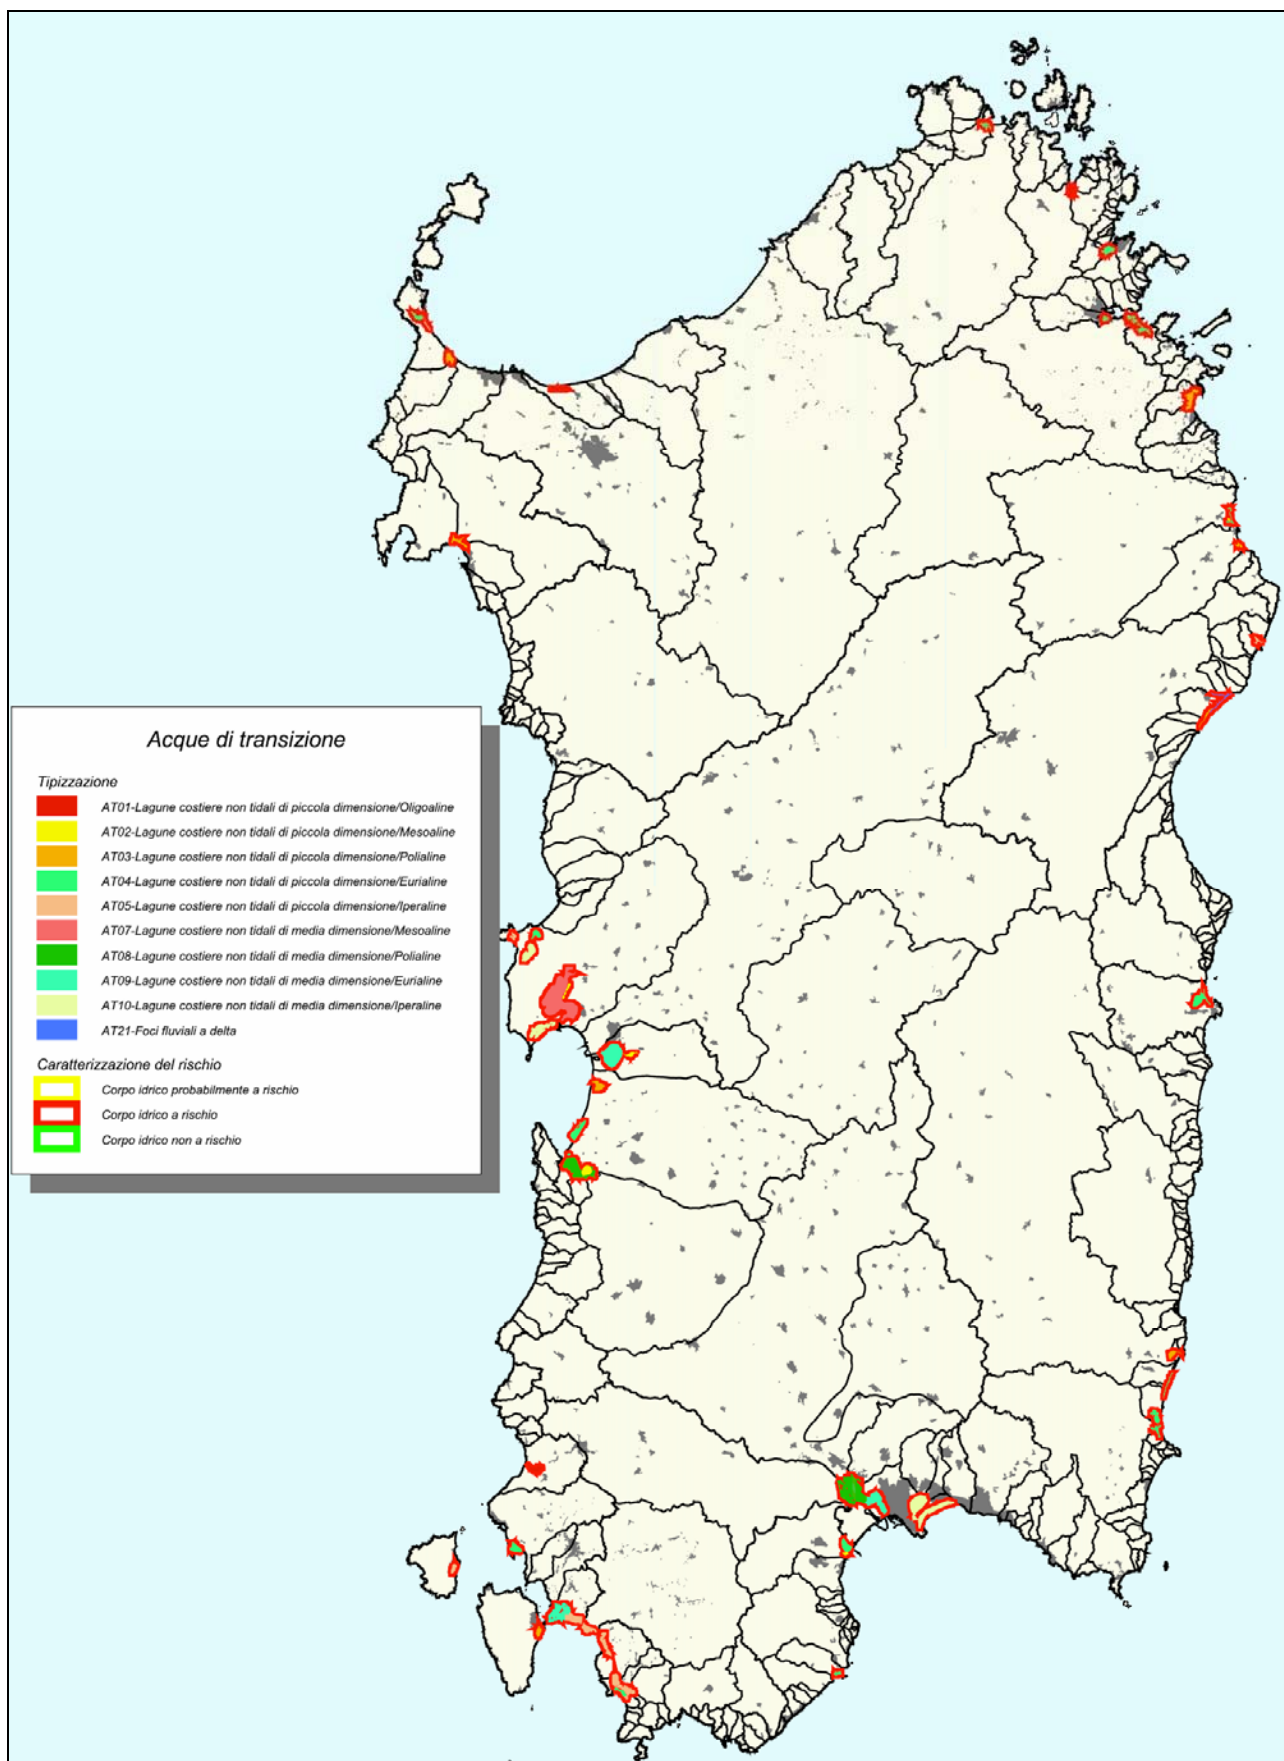 Acque di transizione
Tipizzazione
AT01-Lagune costiere non tidali di piccola dimensione/Oligoaline
AT02-Lagune costiere non tidali di piccola dimensione/Mesoaline
AT03-Lagune costiere non tidali di piccola dimensione/Polialine
AT04-Lagune costiere non tidali di piccola dimensione/Eurialine
AT05-Lagune costiere non tidali di piccola dimensione/Iperaline
AT07-Lagune costiere non tidali di media dimensione/Mesoaline
AT08-Lagune costiere non tidali di media dimensione/Polialine
AT09-Lagune costiere non tidali di media dimensione/Eurialine
AT10-Lagune costiere non tidali di media dimensione/Iperaline
AT21-Foci fluviali a delta
Caratterizzazione del rischio
Corpo idrico probabilmente a rischio
Corpo idrico a rischio
Corpo idrico non a rischio